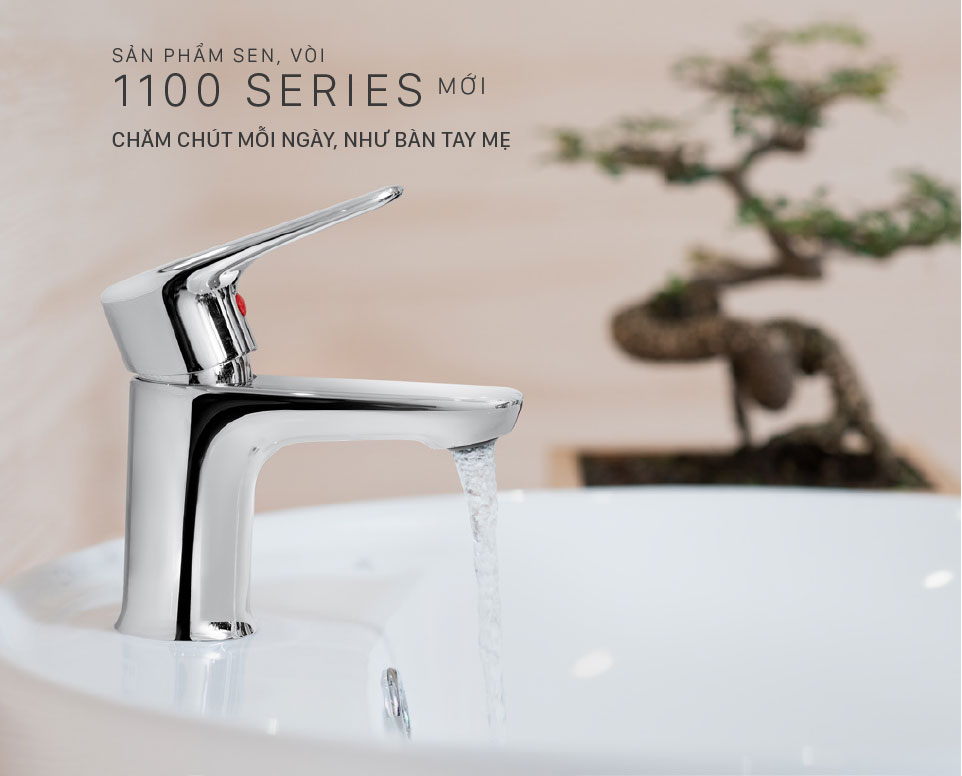 SẢN PHẨM SEN, VÒI
1100 SERIES MỚI
CHĂM CHÚT MỖI NGÀY, NHƯ BÀN TAY MẸ